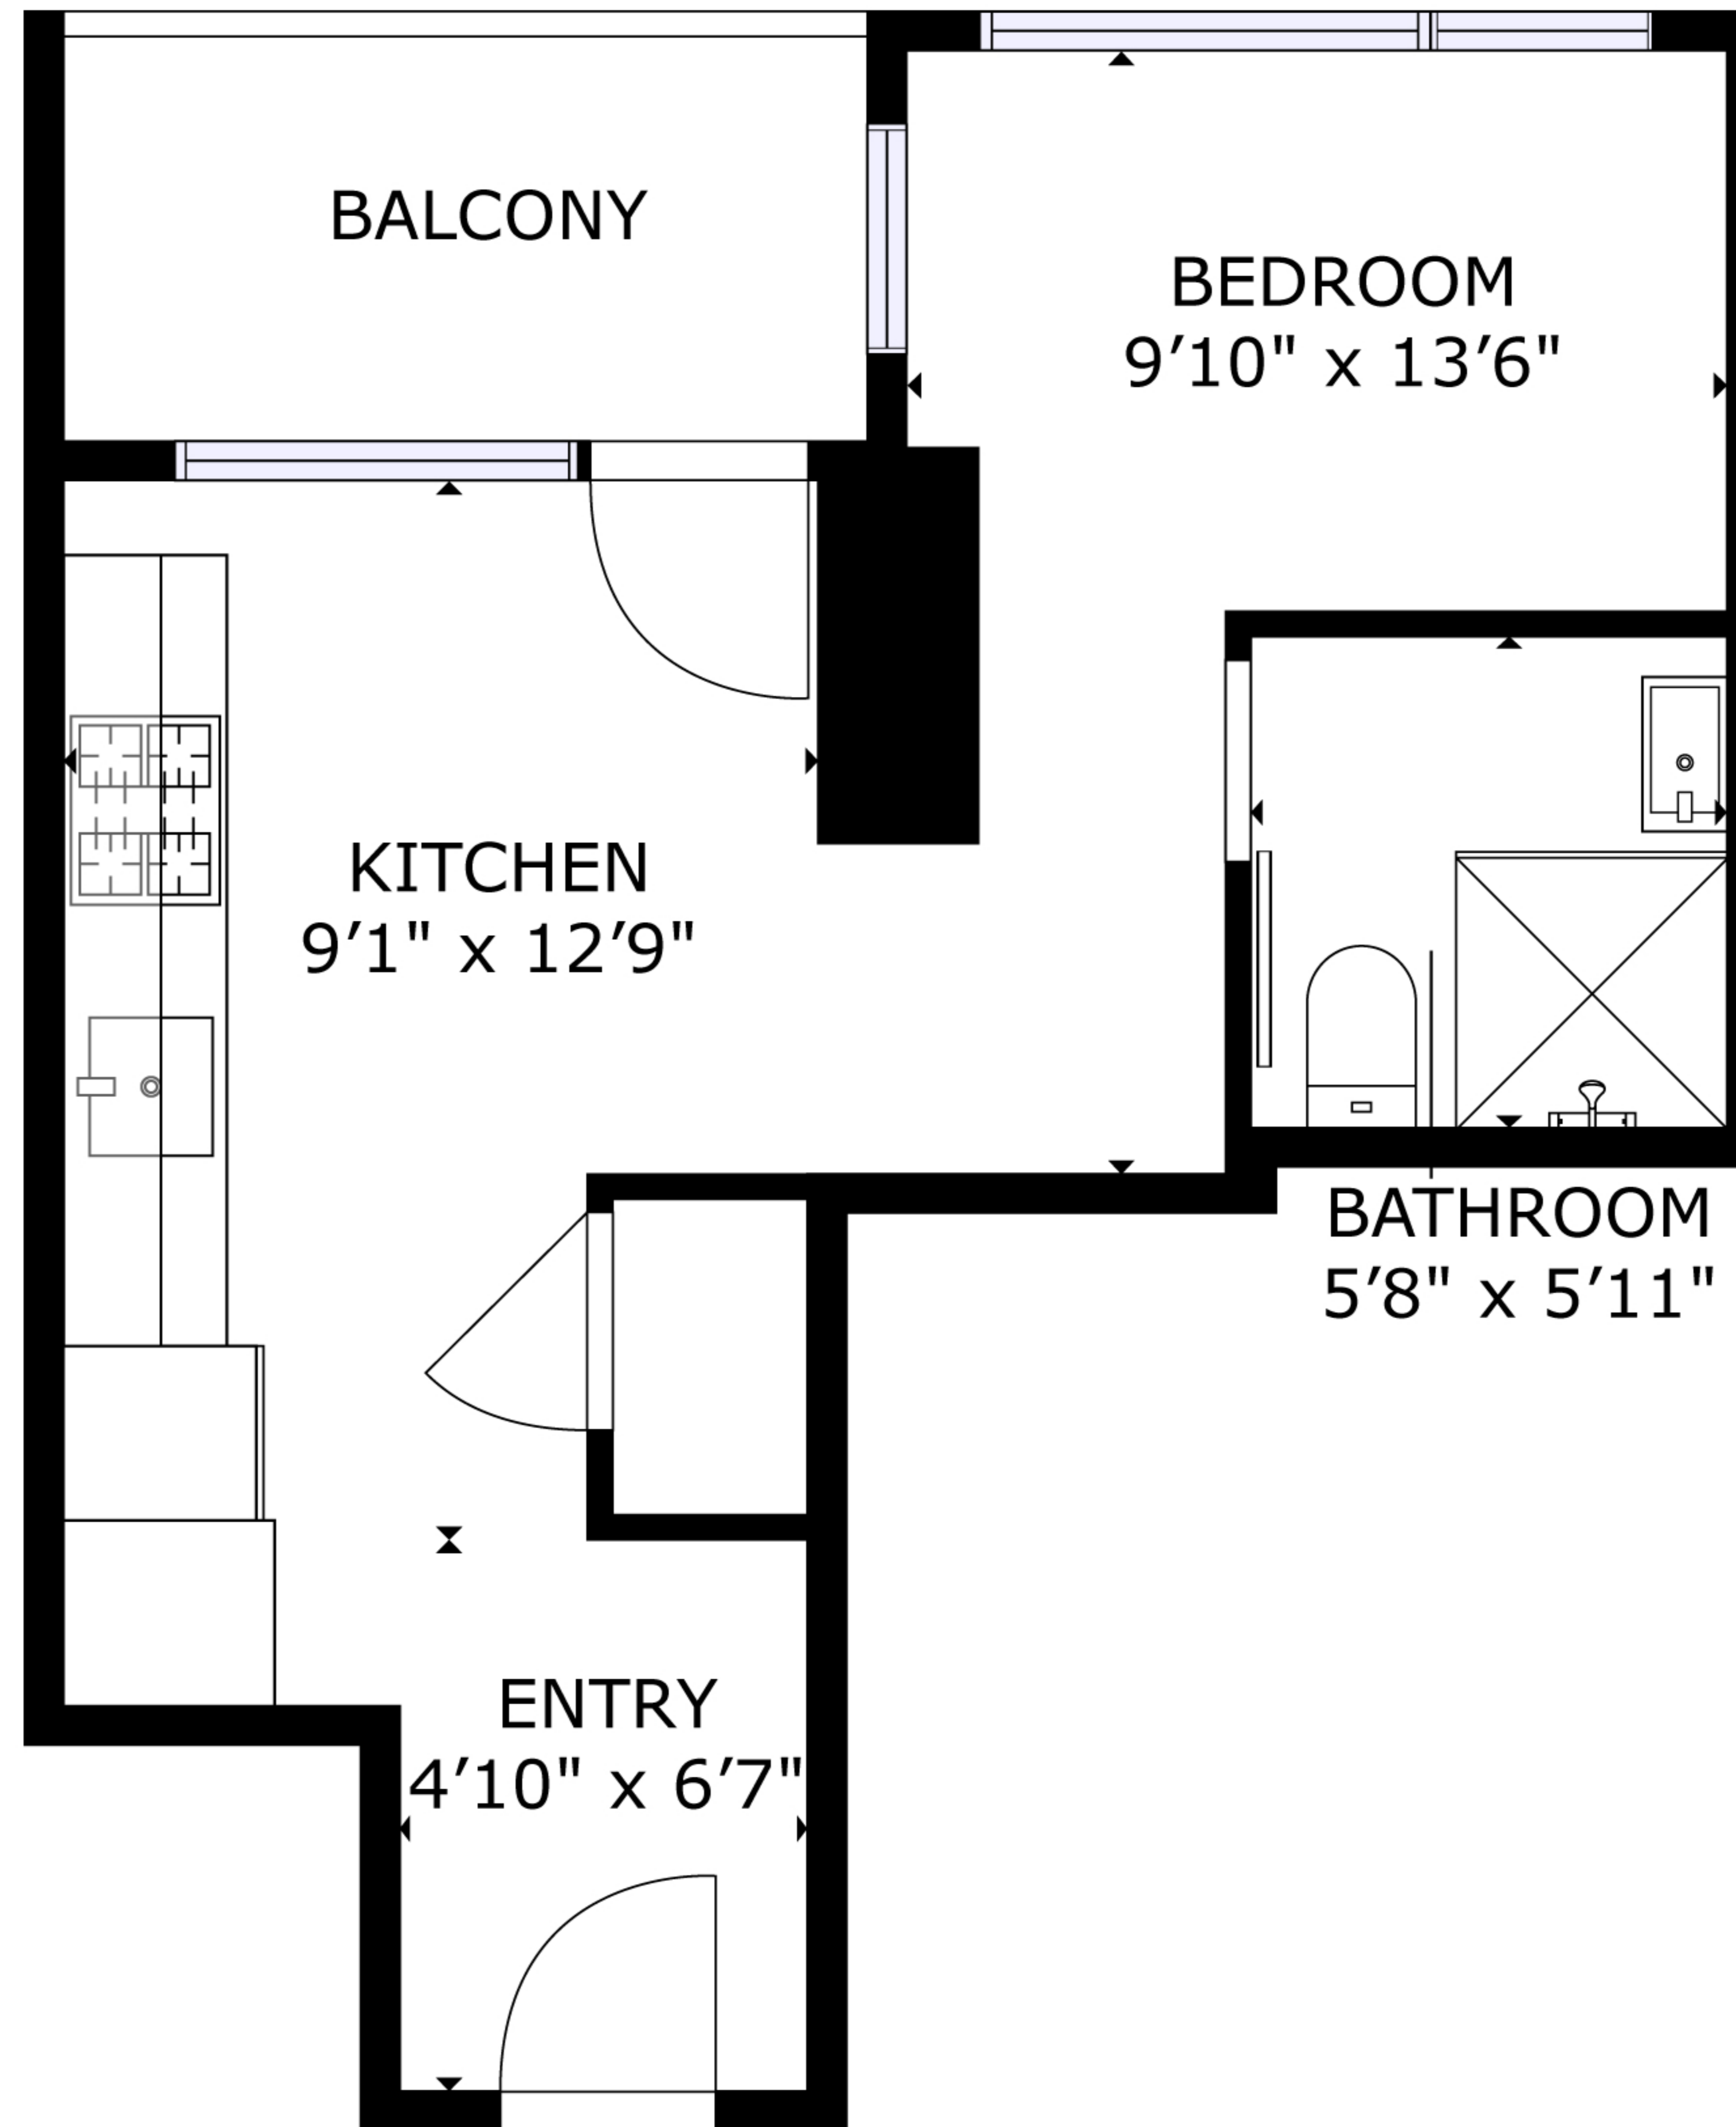 BALCONY
BEDROOM
9′10" x 13′6"
KITCHEN
9′1" x 12′9"
BATHROOM
5′8" x 5′11"
ENTRY
4′10" x 6′7"